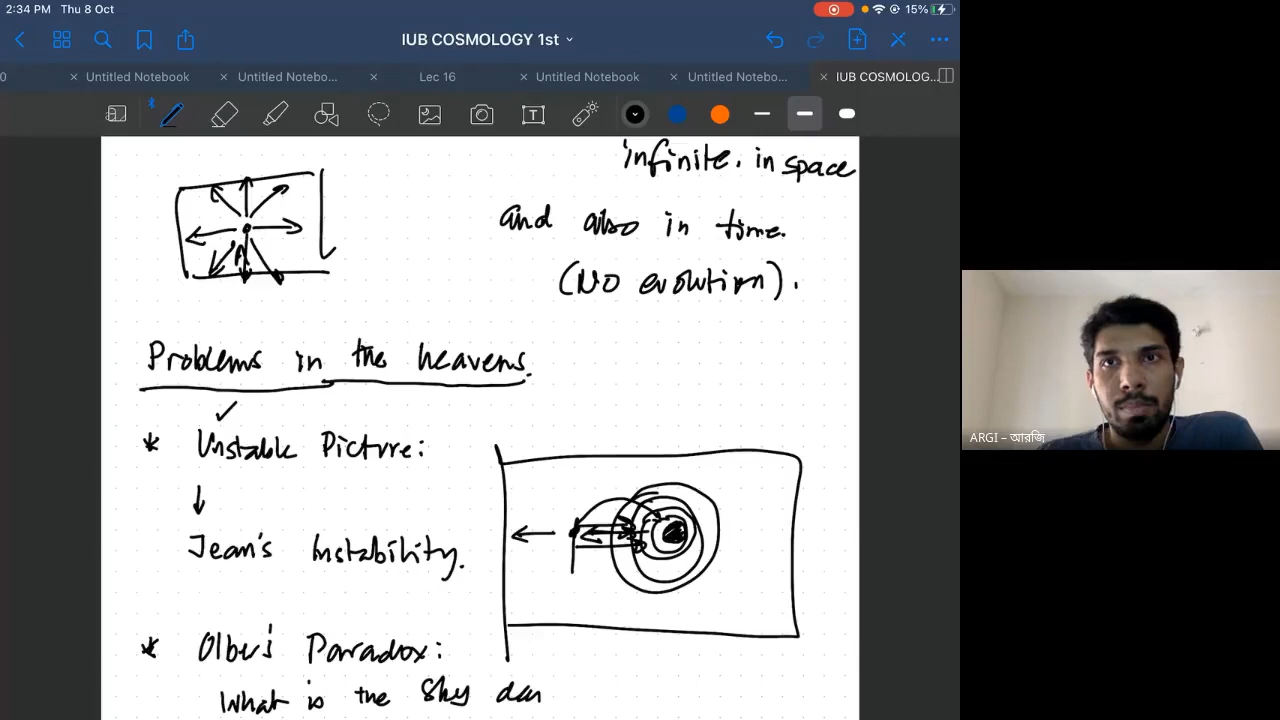 2:34 PM Thu 8 Oct
15%
IUB COSMOLOGY 1st
0
Untitled Notebook
Untitled Notebo...
Lec 16
Untitled Notebook
Untitled Notebo...
IUB COSMOLOG...
T
infinite. in space
and also in time.
(No evolution).
Problems in the heavens.
* Unstable Picture:
Jean's Instability.
* Olber's Paradox:
What is the sky dar
ARGI – আরজি